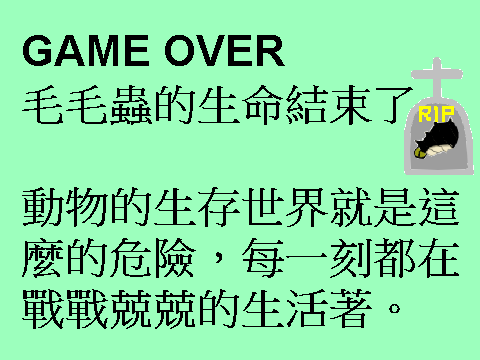 GAME OVER
毛毛蟲的生命結束了
RIP
動物的生存世界就是這
麼的危險，每一刻都在
戰戰兢兢的生活著。